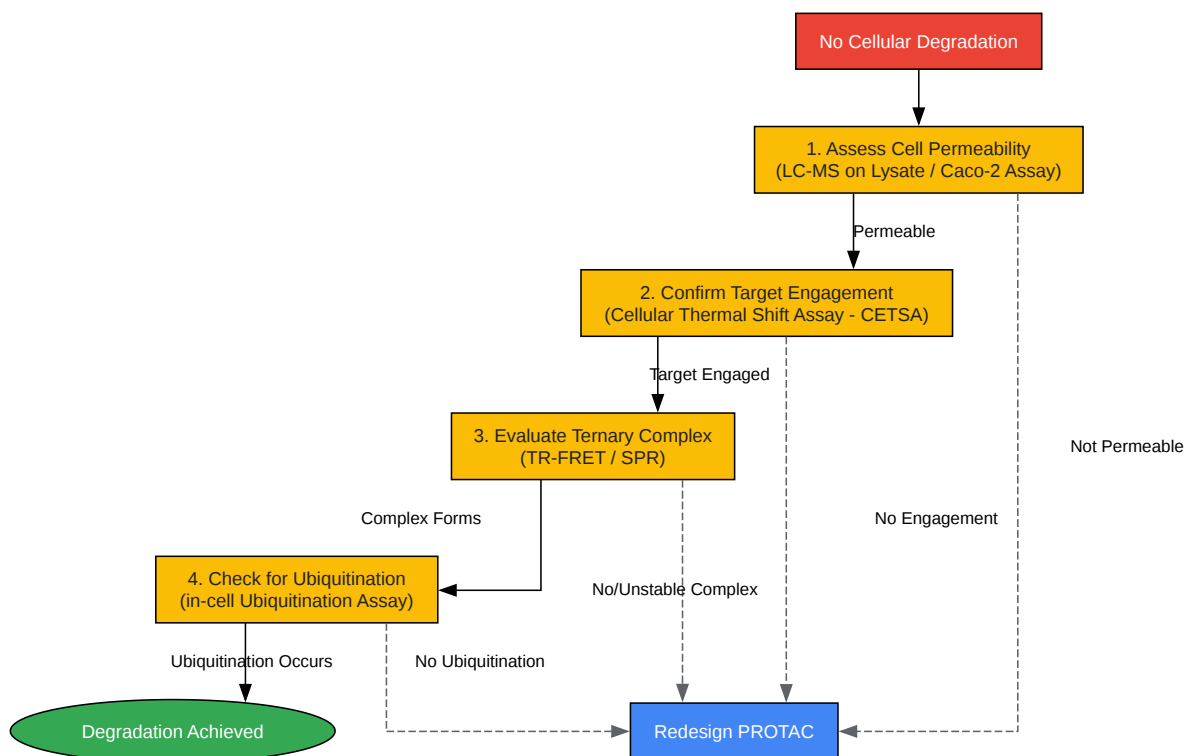 No Cellular Degradation
1. Assess Cell Permeability
(LC-MS on Lysate / Caco-2 Assay)
Permeable
2. Confirm Target Engagement
(Cellular Thermal Shift Assay - CETSA)
Target Engaged
3. Evaluate Ternary Complex
(TR-FRET / SPR)
Not Permeable
Complex Forms
No Engagement
4. Check for Ubiquitination
(in-cell Ubiquitination Assay)
No/Unstable Complex
Ubiquitination Occurs
No Ubiquitination
Degradation Achieved
Redesign PROTAC